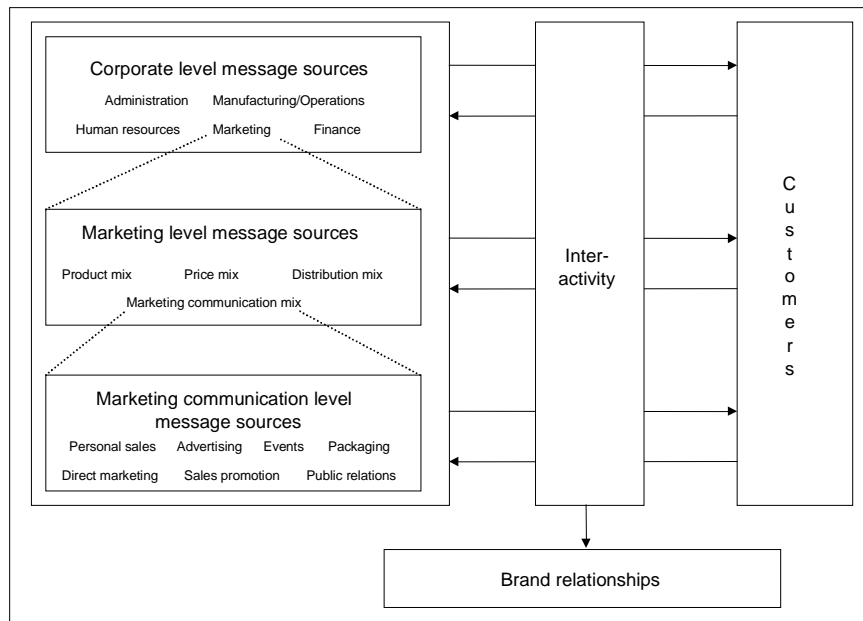 Corporate level message sources
Administration Manufacturing/Operations
Human resources Marketing Finance
Marketing level message sources
Product mix Price mix Distribution mix
Marketing communication mix
Marketing communication level
message sources
Personal sales Advertising Events Packaging
Direct marketing Sales promotion Public relations
Inter-
activity
Customers
Brand relationships